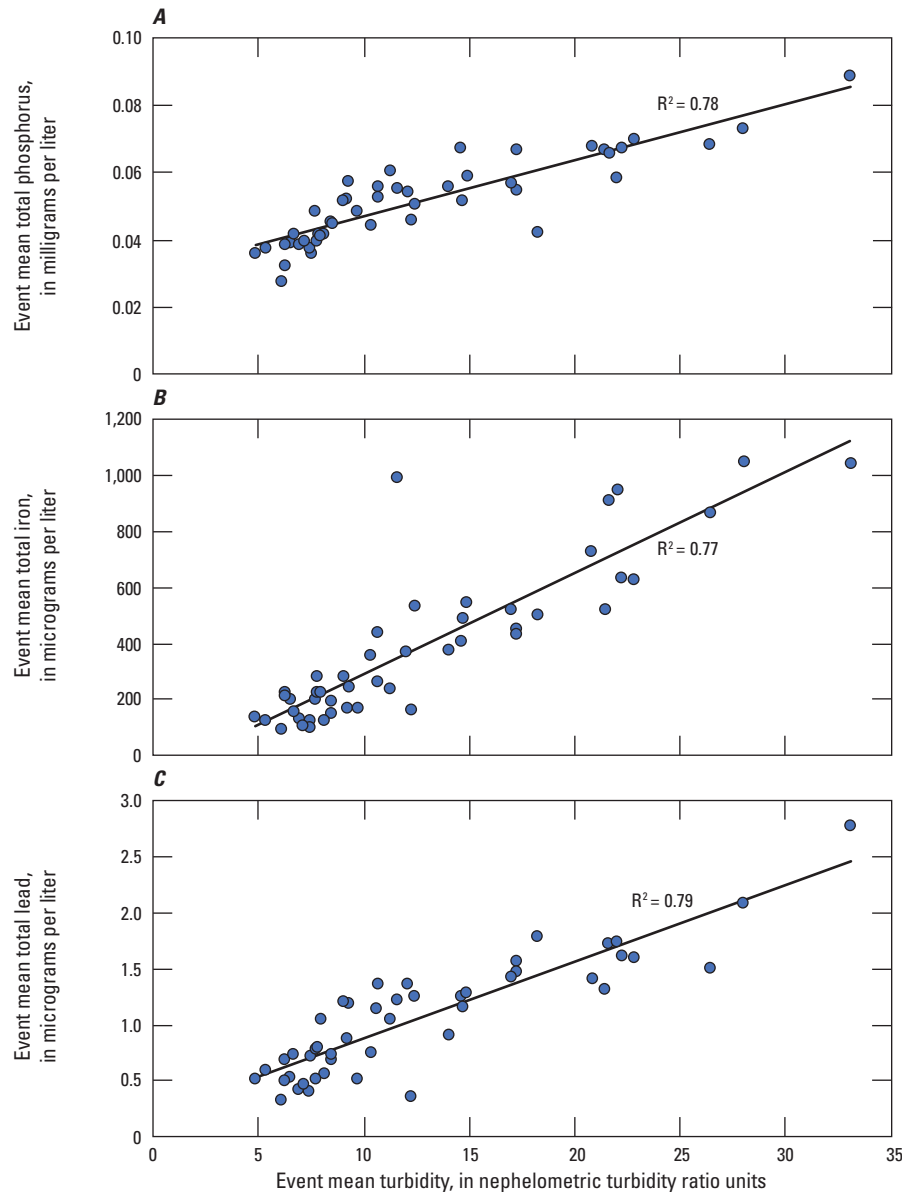 A
Event mean total phosphorus,
in milligrams per liter
0.10
0.08
0.06
0.04
0.02
0
R² = 0.78
B
Event mean total iron,
in micrograms per liter
1,200
1,000
800
600
400
200
0
R² = 0.77
C
Event mean total lead,
in micrograms per liter
3.0
2.5
2.0
1.5
1.0
0.5
0
R² = 0.79
0 5 10 15 20 25 30 35
Event mean turbidity, in nephelometric turbidity ratio units